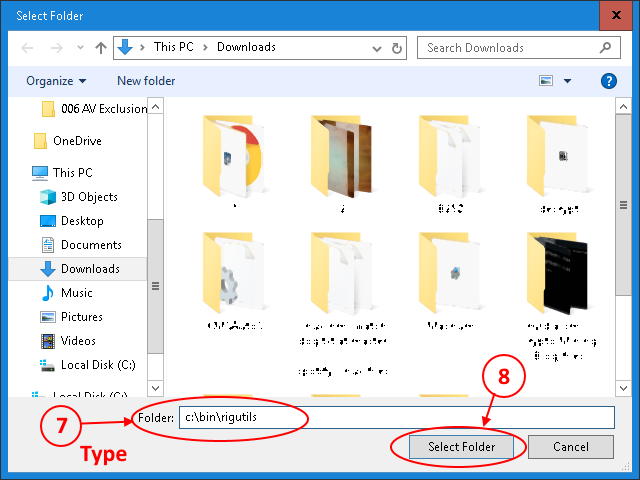 Select Folder
x
This PC > Downloads
Search Downloads
Organize
New folder
?
006 AV Exclusion
OneDrive
This PC
3D Objects
Desktop
Documents
Downloads
Music
Pictures
Videos
Local Disk (C:)
Local Disk (C:)
8
7
Folder: c:\bin\rigutils
Type
Select Folder
Cancel